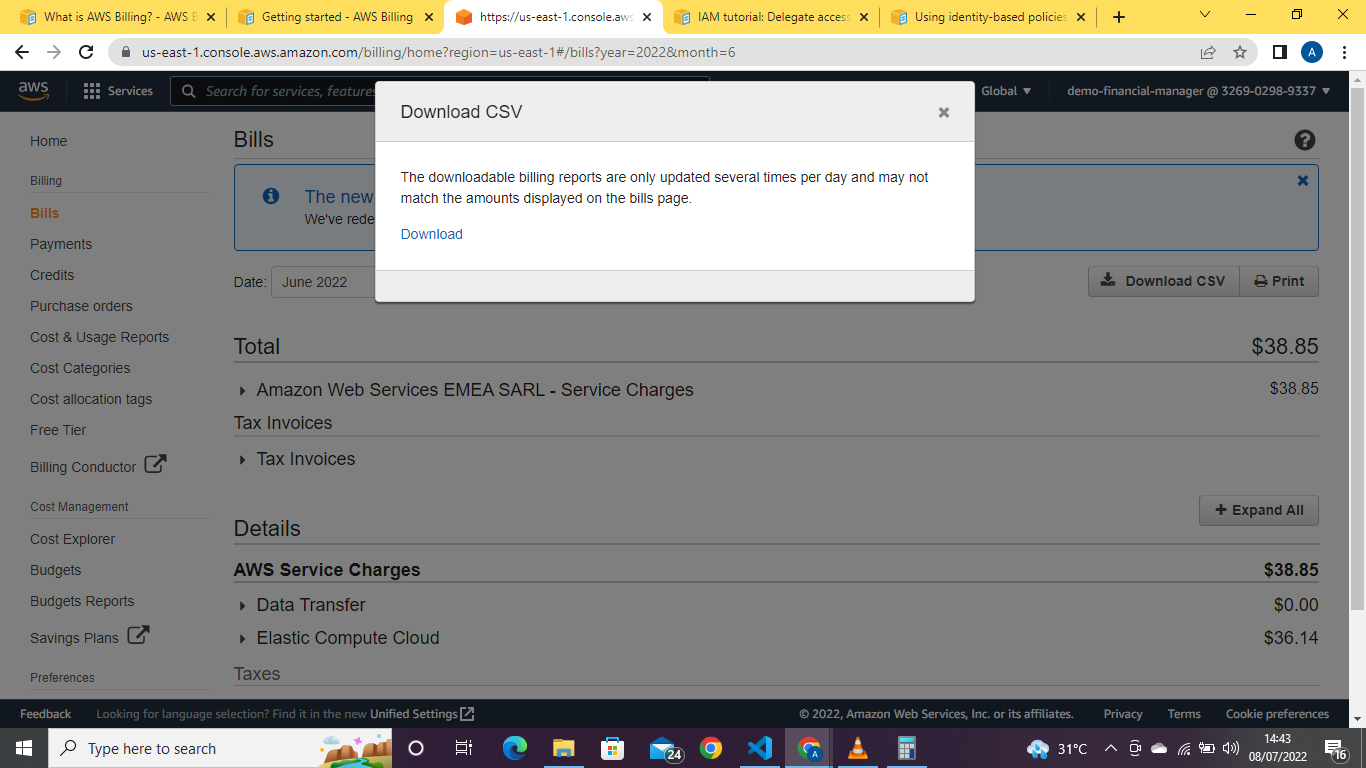 What is AWS Billing? - AWS B
Getting started - AWS Billing
https://us-east-1.console.aws
IAM tutorial: Delegate access
Using identity-based policies
us-east-1.console.aws.amazon.com/billing/home?region=us-east-1#/bills?year=2022&month=6
A
aws
Services
Search for services, features
Global
demo-financial-manager @ 3269-0298-9337
Download CSV
The downloadable billing reports are only updated several times per day and may not
match the amounts displayed on the bills page.
Download
Home
Billing
Bills
Payments
Credits
Purchase orders
Cost & Usage Reports
Cost Categories
Cost allocation tags
Free Tier
Billing Conductor
Cost Management
Cost Explorer
Budgets
Budgets Reports
Savings Plans
Preferences
Bills
The new
We've rede
Date: June 2022
Download CSV
Print
Total $38.85
Amazon Web Services EMEA SARL - Service Charges $38.85
Tax Invoices
Tax Invoices
Expand All
Details
AWS Service Charges $38.85
Data Transfer $0.00
Elastic Compute Cloud $36.14
Taxes
Feedback
Looking for language selection? Find it in the new Unified Settings
© 2022, Amazon Web Services, Inc. or its affiliates.
Privacy
Terms
Cookie preferences
Type here to search
24
A
31°C
14:43
08/07/2022
16